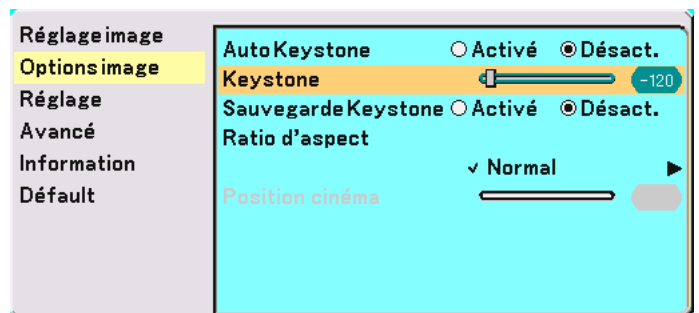 Réglage image
Options image
Réglage
Avancé
Information
Défault
Auto Keystone Activé Désact.
Keystone -120
Sauvegarde Keystone Activé Désact.
Ratio d'aspect
✓ Normal
Position cinéma